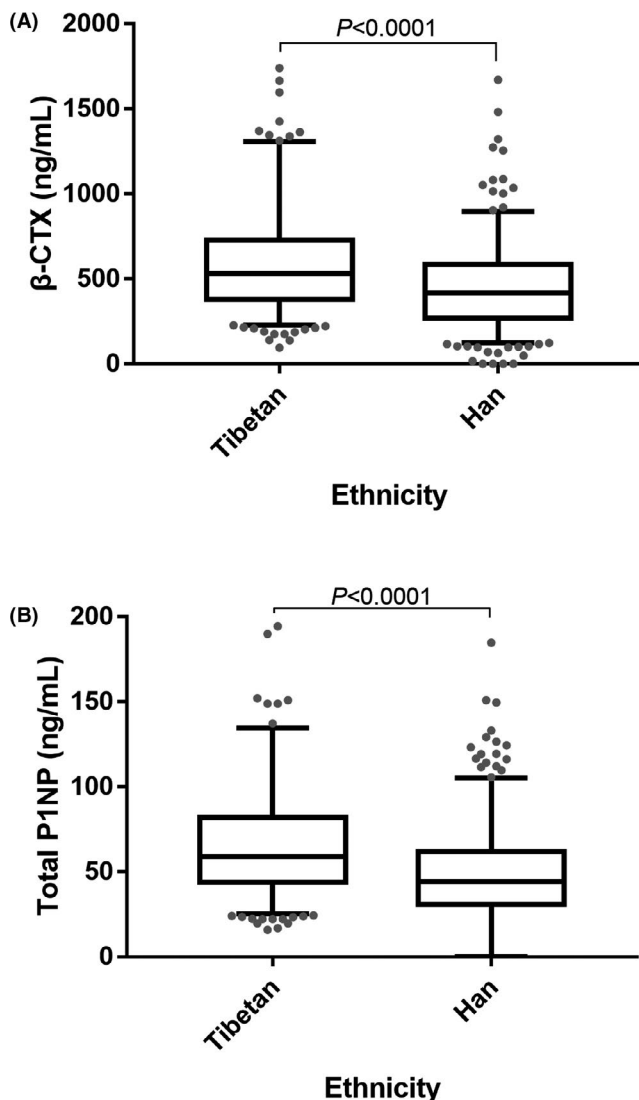 (A)
P<0.0001
β-CTX (ng/mL)
2000
1500
1000
500
0
Tibetan
Han
Ethnicity
(B)
P<0.0001
Total P1NP (ng/mL)
200
150
100
50
0
Tibetan
Han
Ethnicity